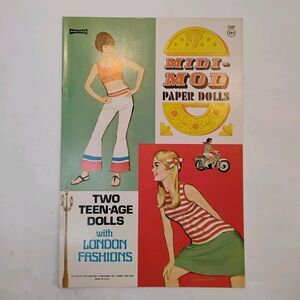 MIDI-
MOD
PAPER DOLLS
TWO
TEEN-AGE
DOLLS
with
LONDON
FASHIONS